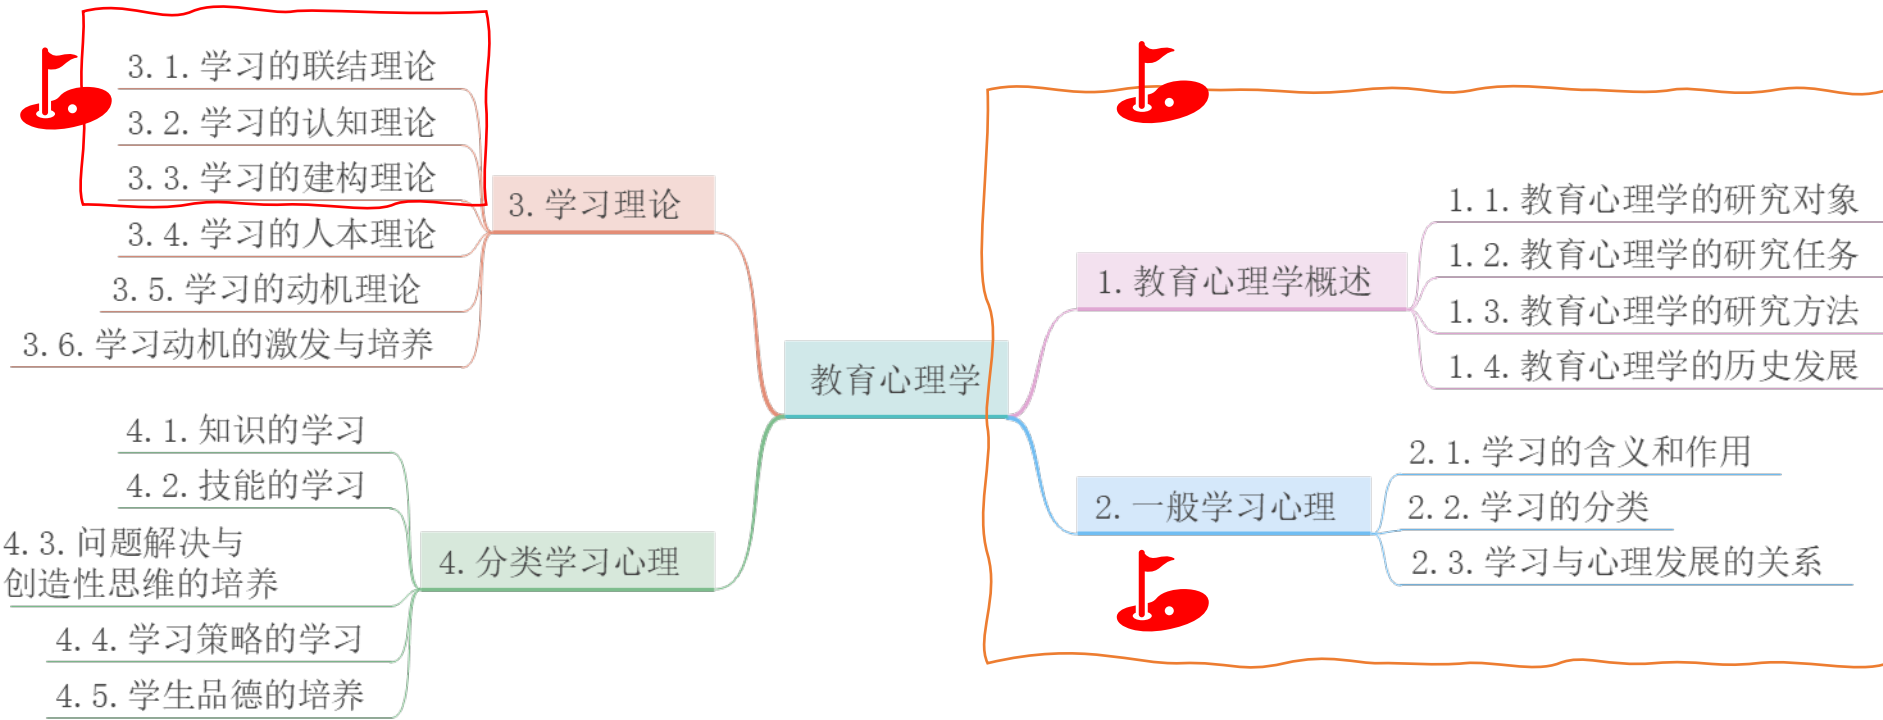 教育心理学
1.教育心理学概述
1.1.教育心理学的研究对象
1.2.教育心理学的研究任务
1.3.教育心理学的研究方法
1.4.教育心理学的历史发展
2.一般学习心理
2.1.学习的含义和作用
2.2.学习的分类
2.3.学习与心理发展的关系
3.学习理论
3.1.学习的联结理论
3.2.学习的认知理论
3.3.学习的建构理论
3.4.学习的人本理论
3.5.学习的动机理论
3.6.学习动机的激发与培养
4.分类学习心理
4.1.知识的学习
4.2.技能的学习
4.3.问题解决与
创造性思维的培养
4.4.学习策略的学习
4.5.学生品德的培养